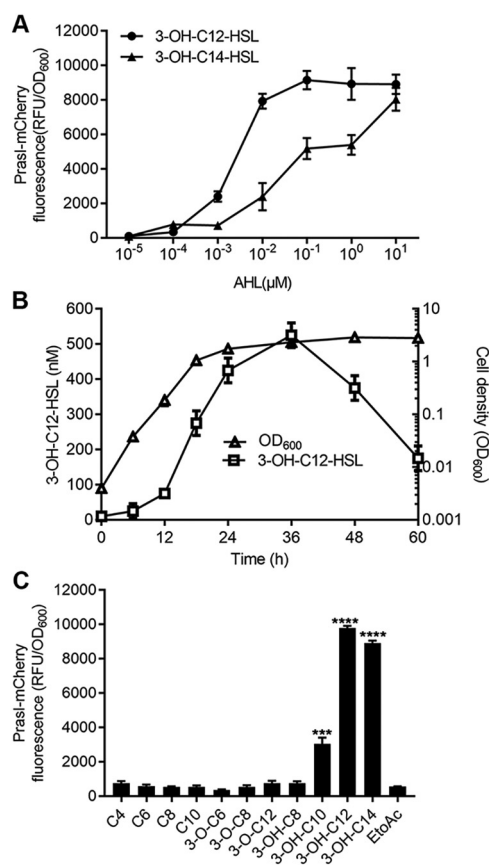 A
3-OH-C12-HSL
3-OH-C14-HSL
12000
10000
8000
6000
4000
2000
0
PrasI-mCherry
fluorescence(RFU/OD600)
10-5 10-4 10-3 10-2 10-1 100 101
AHL(µM)
B
600
500
400
300
200
100
0
3-OH-C12-HSL (nM)
OD600
3-OH-C12-HSL
10
1
0.1
0.01
0.001
Cell density (OD600)
0 12 24 36 48 60
Time (h)
C
12000
10000
8000
6000
4000
2000
0
PrasI-mCherry
fluorescence (RFU/OD600)
***
****
****
C4
C6
C8
C10
3-O-C6
3-O-C8
3-O-C12
3-OH-C8
3-OH-C10
3-OH-C12
3-OH-C14
EtoAc